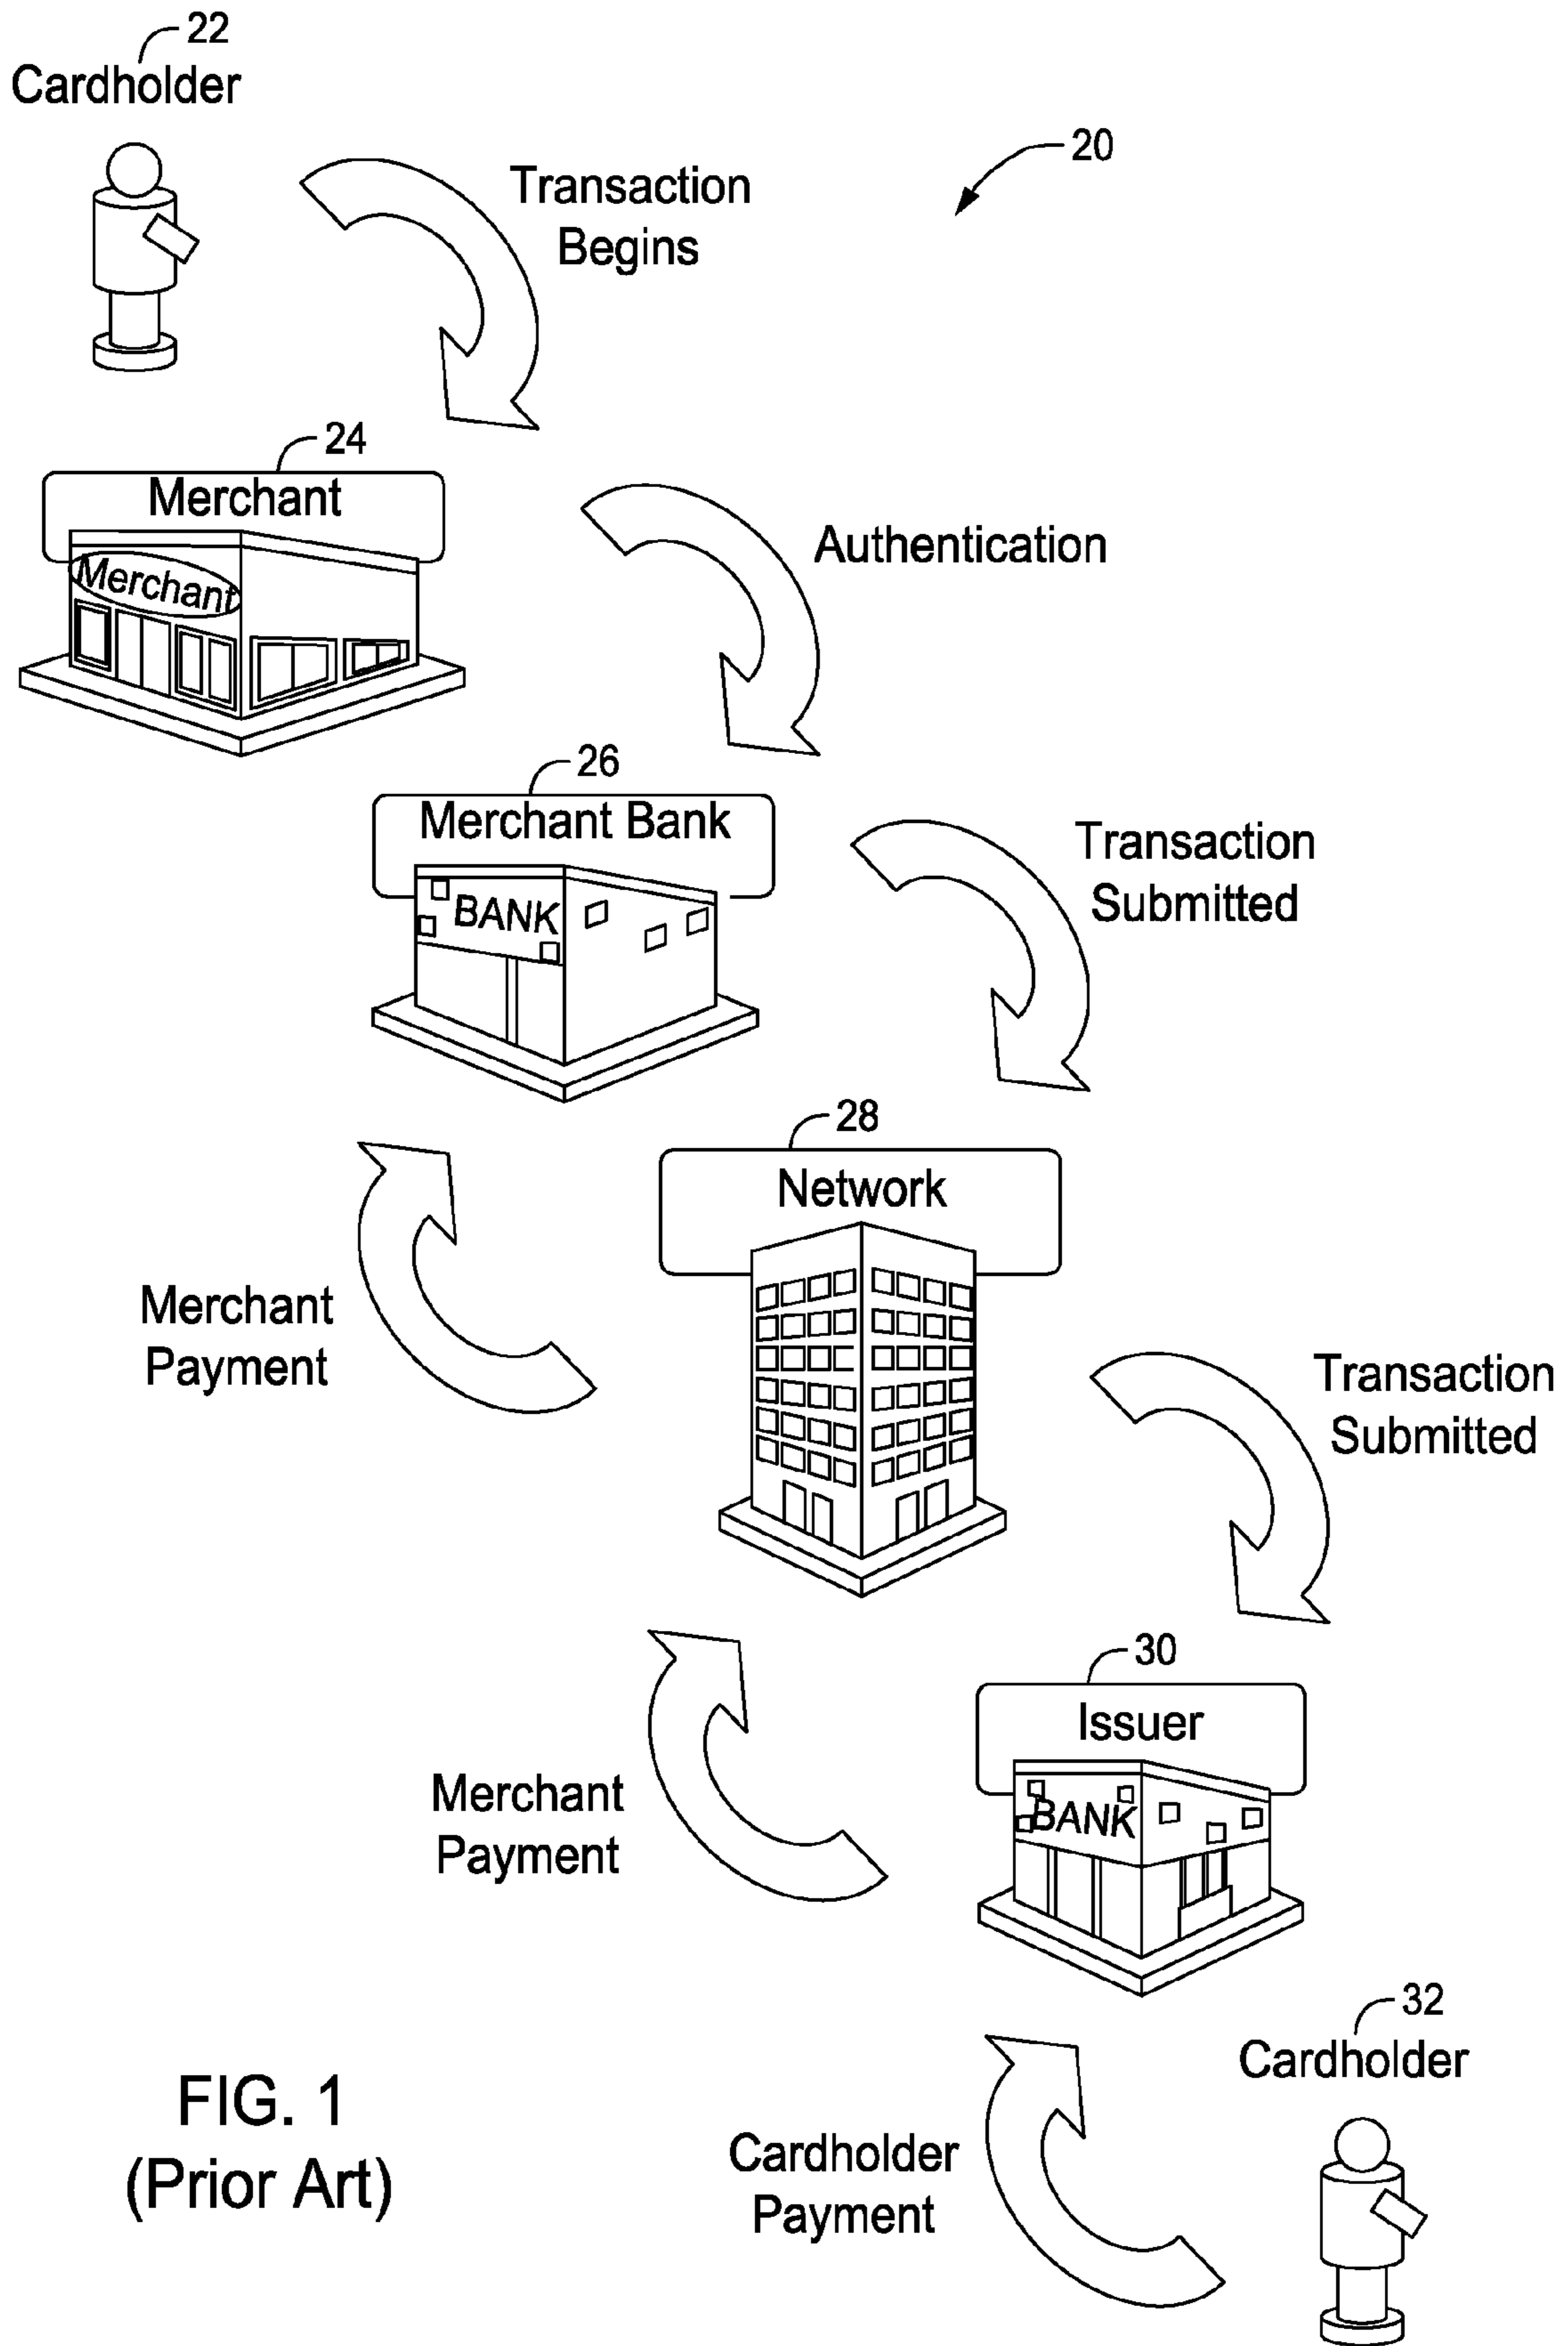 22
Cardholder
20
Transaction
Begins
24
Merchant
Merchant
Authentication
26
Merchant Bank
BANK
Transaction
Submitted
28
Network
Merchant
Payment
Transaction
Submitted
30
Issuer
BANK
Merchant
Payment
32
Cardholder
Cardholder
Payment
FIG. 1
(Prior Art)